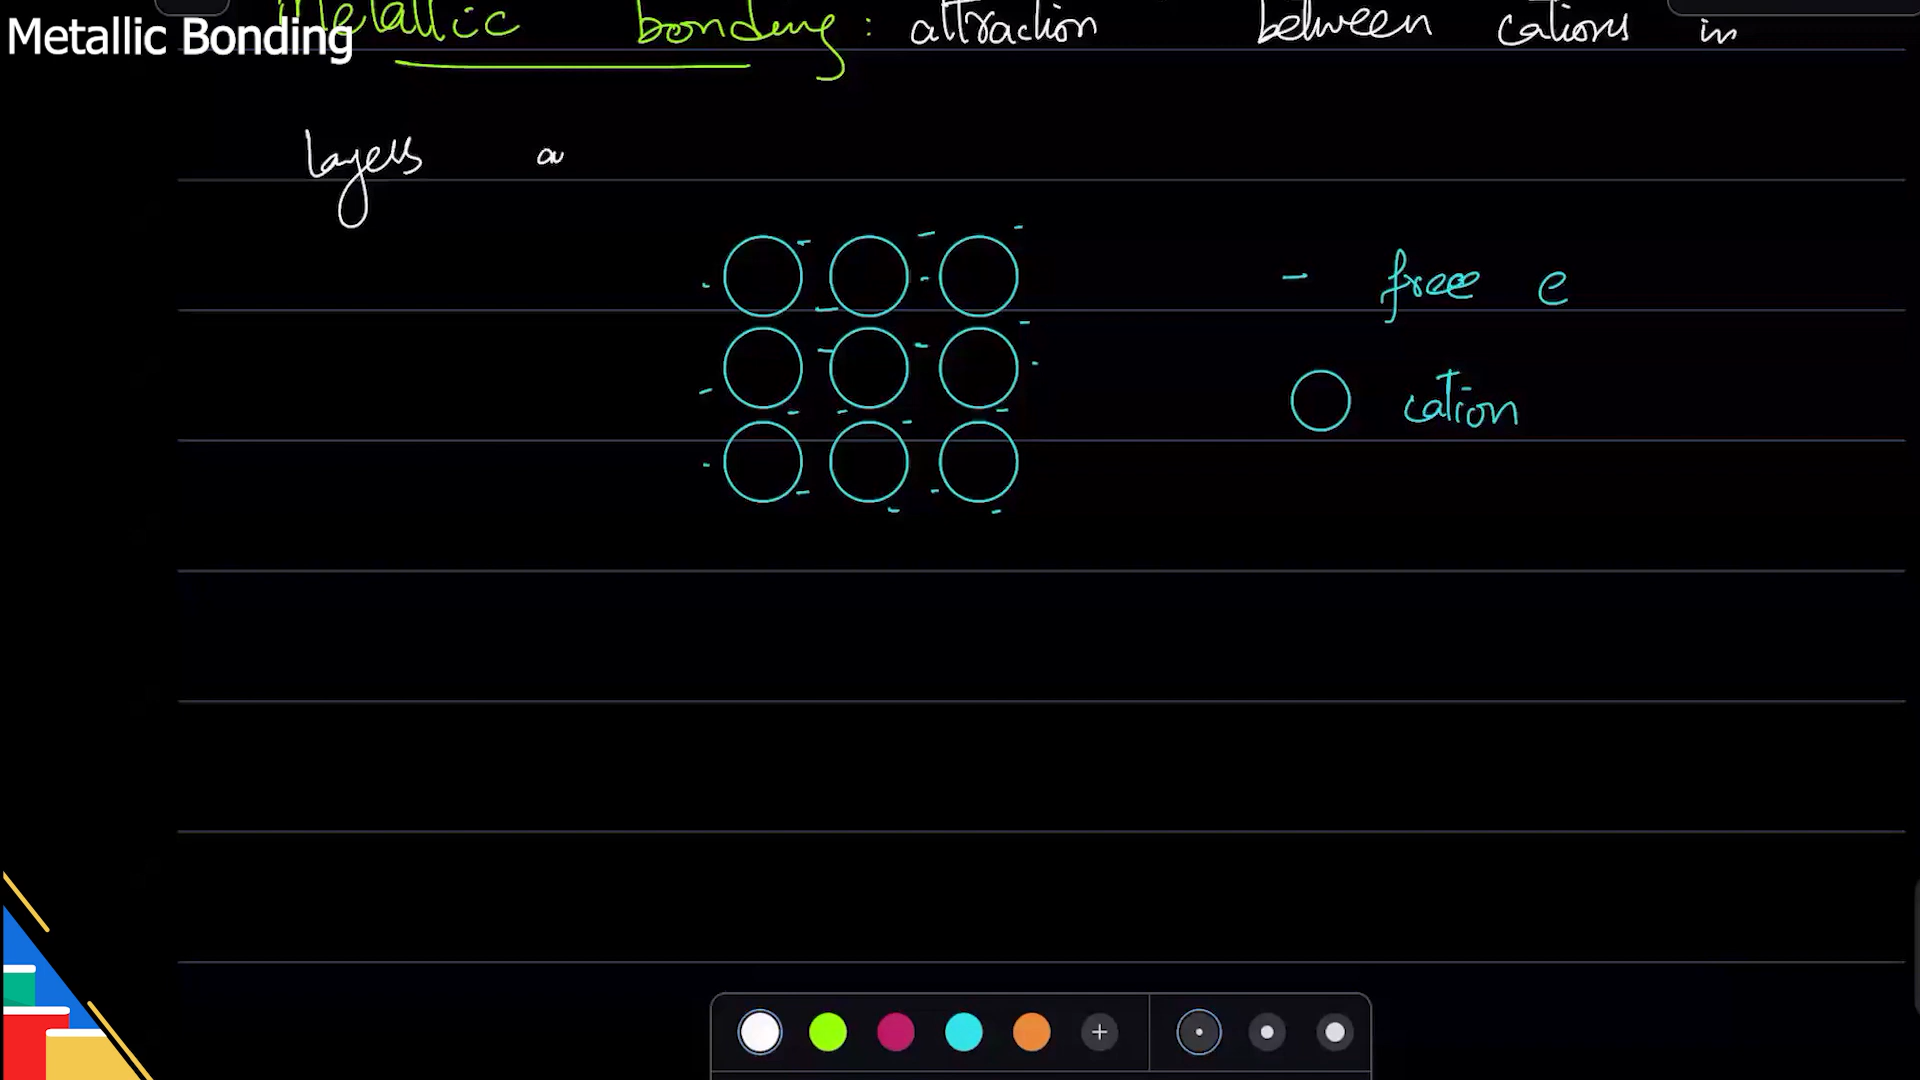 Metallic Bonding
Metallic bonding: attraction between cations in
layers a
- free e
cation